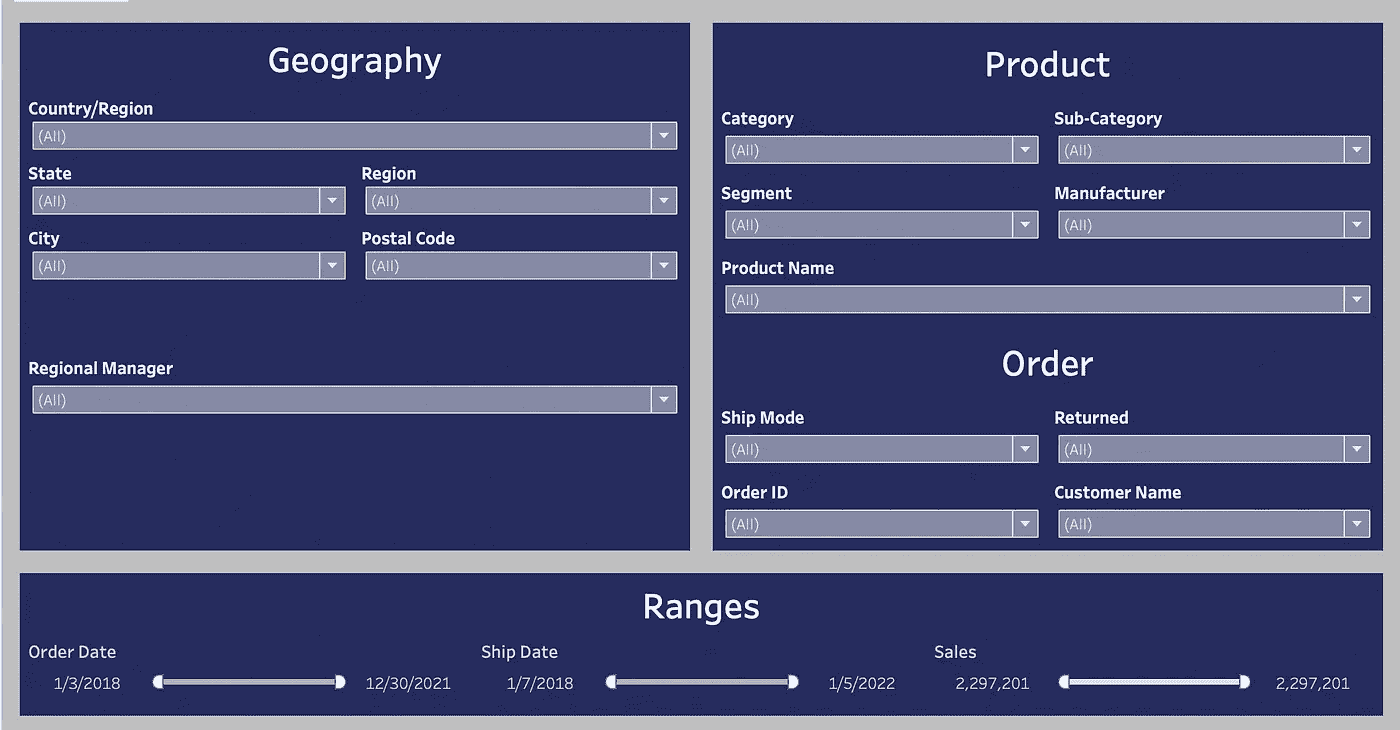 Geography
Country/Region
(All)
State
Region
(All)
(All)
City
Postal Code
(All)
(All)
Regional Manager
(All)
Product
Category
Sub-Category
(All)
(All)
Segment
Manufacturer
(All)
(All)
Product Name
(All)
Order
Ship Mode
Returned
(All)
(All)
Order ID
Customer Name
(All)
(All)
Ranges
Order Date
1/3/2018
12/30/2021
Ship Date
1/7/2018
1/5/2022
Sales
2,297,201
2,297,201